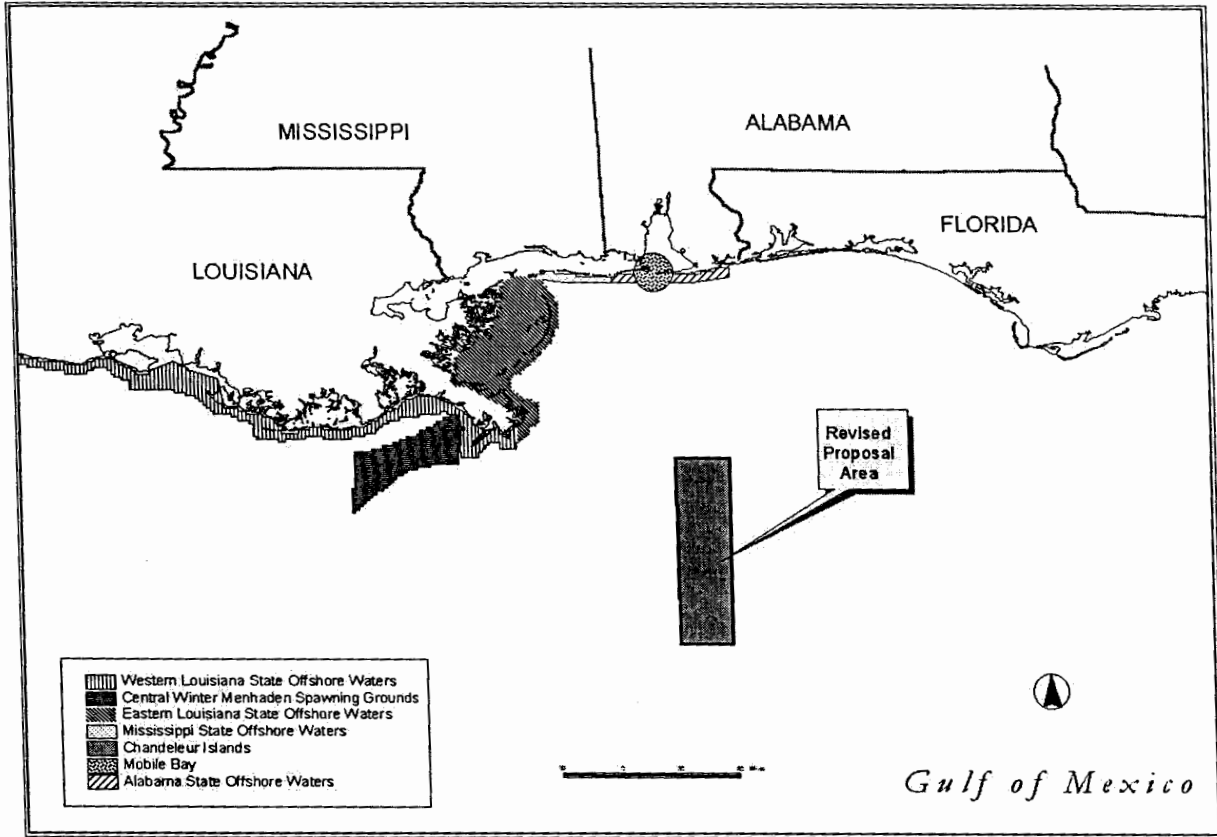 MISSISSIPPI
ALABAMA
FLORIDA
LOUISIANA
Revised
Proposal
Area
Western Louisiana State Offshore Waters
Central Winter Menhaden Spawning Grounds
Eastern Louisiana State Offshore Waters
Mississippi State Offshore Waters
Chandeleur Islands
Mobile Bay
Alabama State Offshore Waters
Gulf of Mexico